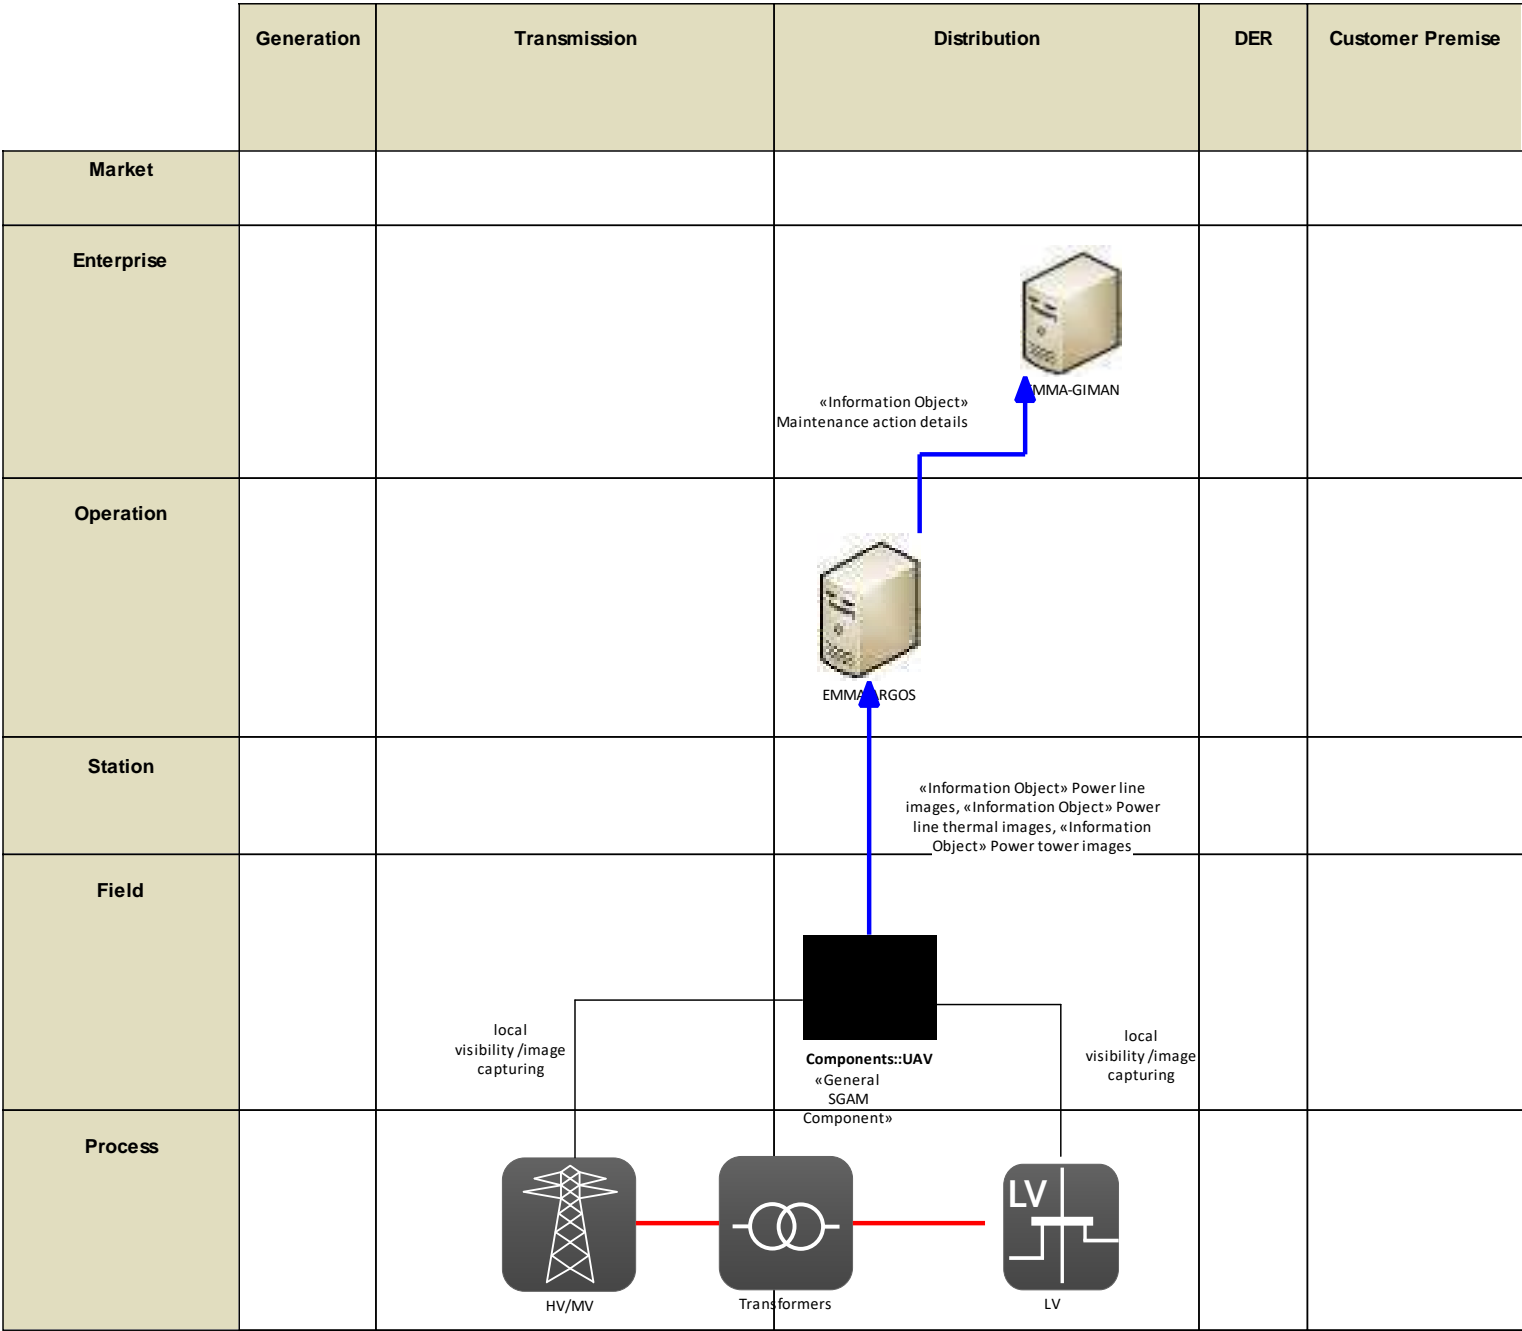 Generation
Transmission
Distribution
DER
Customer Premise
Market
Enterprise
MMA-GIMAN
«Information Object»
Maintenance action details
Operation
EMMA RGOS
Station
«Information Object» Power line
images, «Information Object» Power
line thermal images, «Information
Object» Power tower images
Field
local
visibility /image
capturing
local
visibility /image
capturing
Components::UAV
«General
SGAM
Component»
Process
LV
HV/MV
Transformers
LV